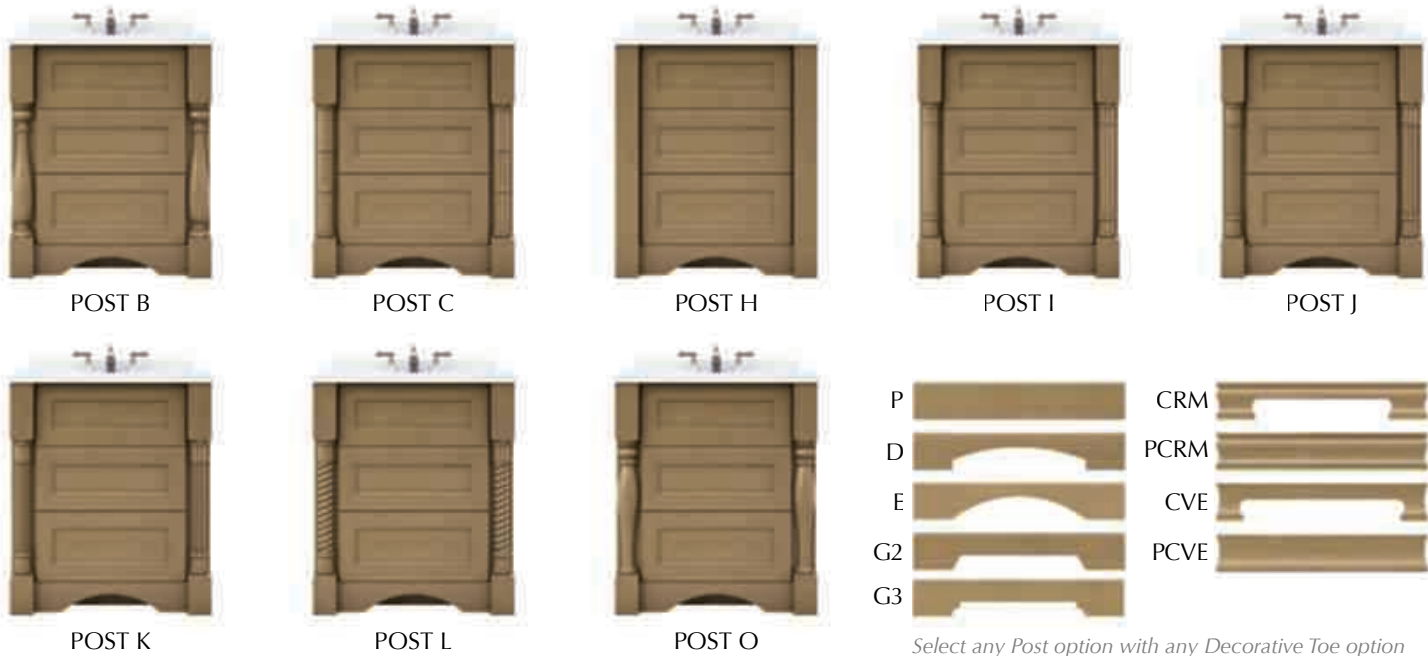 POST B
POST C
POST H
POST I
POST J
POST K
POST L
POST O
P
D
E
G2
G3
CRM
PCRM
CVE
PCVE
Select any Post option with any Decorative Toe option